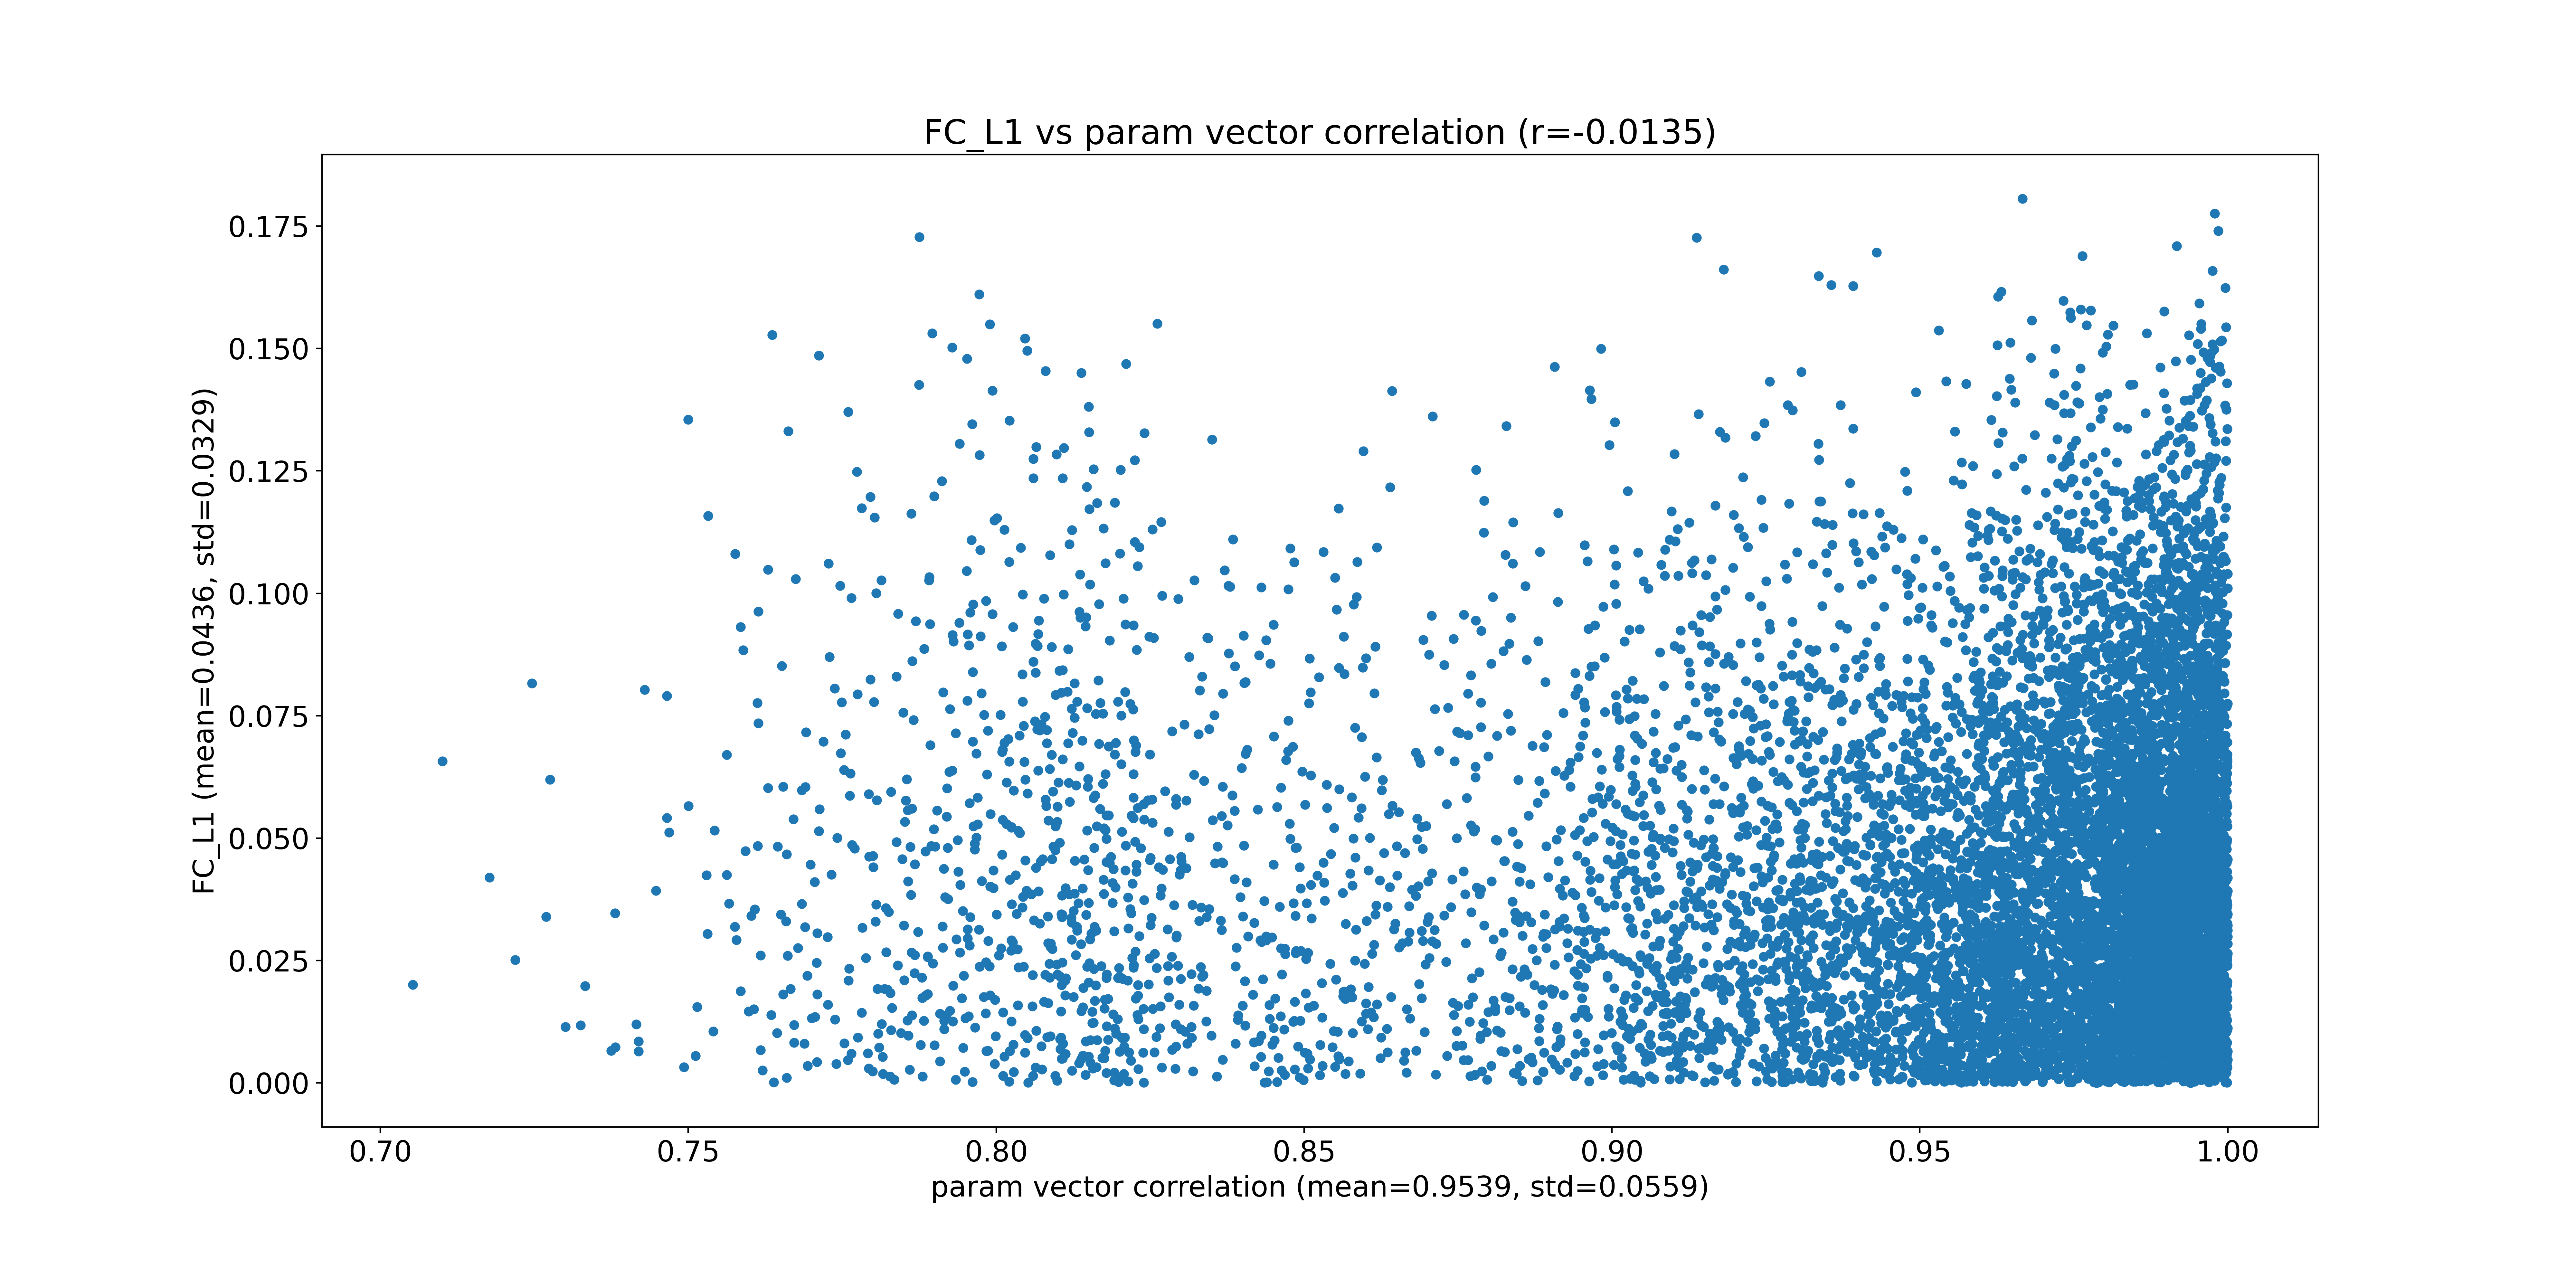 FC_L1 vs param vector correlation (r=-0.0135)
FC_L1 (mean=0.0436, std=0.0329)
0.175
0.150
0.125
0.100
0.075
0.050
0.025
0.000
0.70 0.75 0.80 0.85 0.90 0.95 1.00
param vector correlation (mean=0.9539, std=0.0559)